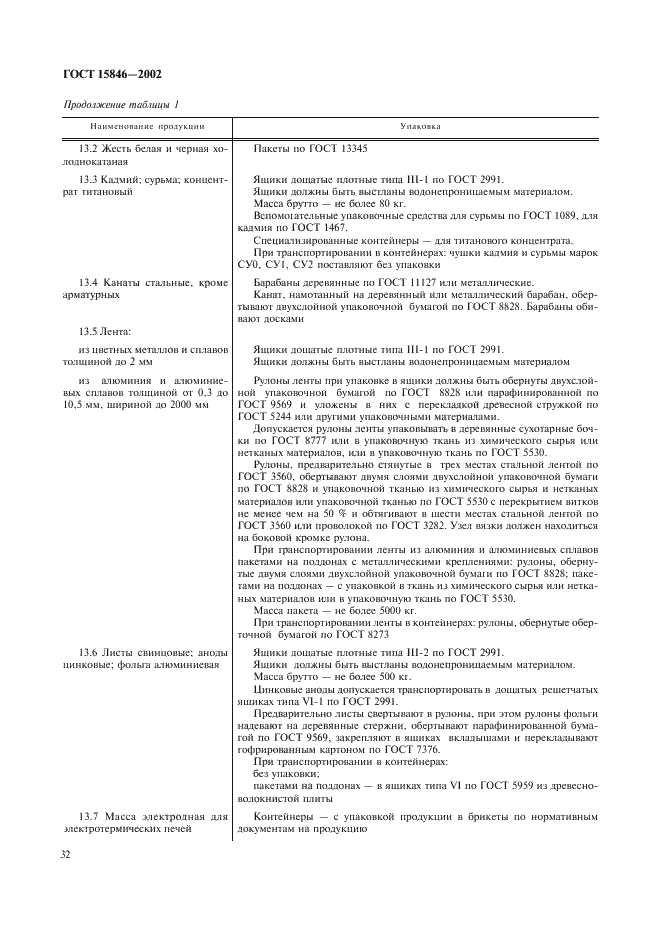 ГОСТ 15846—2002
Продолжение таблицы 1
Наименование продукции
Упаковка
13.2 Жесть белая и черная хо-
лоднокатаная
Пакеты по ГОСТ 13345
13.3 Кадмий; сурьма; концент-
рат титановый
Ящики дощатые плотные типа III-1 по ГОСТ 2991.
Ящики должны быть выстланы водонепроницаемым материалом.
Масса брутто — не более 80 кг.
Вспомогательные упаковочные средства для сурьмы по ГОСТ 1089, для
кадмия по ГОСТ 1467.
Специализированные контейнеры — для титанового концентрата.
При транспортировании в контейнерах: чушки кадмия и сурьмы марок
СУ0, СУ1, СУ2 поставляют без упаковки
13.4 Канаты стальные, кроме
арматурных
Барабаны деревянные по ГОСТ 11127 или металлические.
Канат, намотанный на деревянный или металлический барабан, обер-
тывают двухслойной упаковочной бумагой по ГОСТ 8828. Барабаны оби-
вают досками
13.5 Лента:
из цветных металлов и сплавов
толщиной до 2 мм
Ящики дощатые плотные типа III-1 по ГОСТ 2991.
Ящики должны быть выстланы водонепроницаемым материалом
из алюминия и алюминие-
вых сплавов толщиной от 0,3 до
10,5 мм, шириной до 2000 мм
Рулоны ленты при упаковке в ящики должны быть обернуты двухслой-
ной упаковочной бумагой по ГОСТ 8828 или парафинированной по
ГОСТ 9569 и уложены в них с перекладкой древесной стружкой по
ГОСТ 5244 или другими упаковочными материалами.
Допускается рулоны ленты упаковывать в деревянные сухотарные боч-
ки по ГОСТ 8777 или в упаковочную ткань из химического сырья или
нетканых материалов, или в упаковочную ткань по ГОСТ 5530.
Рулоны, предварительно стянутые в трех местах стальной лентой по
ГОСТ 3560, обертывают двумя слоями двухслойной упаковочной бумаги
по ГОСТ 8828 и упаковочной тканью из химического сырья и нетканых
материалов или упаковочной тканью по ГОСТ 5530 с перекрытием витков
не менее чем на 50 % и обтягивают в шести местах стальной лентой по
ГОСТ 3560 или проволокой по ГОСТ 3282. Узел вязки должен находиться
на боковой кромке рулона.
При транспортировании ленты из алюминия и алюминиевых сплавов
пакетами на поддонах с металлическими креплениями: рулоны, оберну-
тые двумя слоями двухслойной упаковочной бумаги по ГОСТ 8828; паке-
тами на поддонах — с упаковкой в ткань из химического сырья или нетка-
ных материалов или в упаковочную ткань по ГОСТ 5530.
Масса пакета — не более 5000 кг.
При транспортировании ленты в контейнерах: рулоны, обернутые обер-
точной бумагой по ГОСТ 8273
13.6 Листы свинцовые; аноды
цинковые; фольга алюминиевая
Ящики дощатые плотные типа III-2 по ГОСТ 2991.
Ящики должны быть выстланы водонепроницаемым материалом.
Масса брутто — не более 500 кг.
Цинковые аноды допускается транспортировать в дощатых решетчатых
ящиках типа VI-1 по ГОСТ 2991.
Предварительно листы свертывают в рулоны, при этом рулоны фольги
надевают на деревянные стержни, обертывают парафинированной бума-
гой по ГОСТ 9569, закрепляют в ящиках вкладышами и перекладывают
гофрированным картоном по ГОСТ 7376.
При транспортировании в контейнерах:
без упаковки;
пакетами на поддонах — в ящиках типа VI по ГОСТ 5959 из древесно-
волокнистой плиты
13.7 Масса электродная для
электротермических печей
Контейнеры — с упаковкой продукции в брикеты по нормативным
документам на продукцию
32